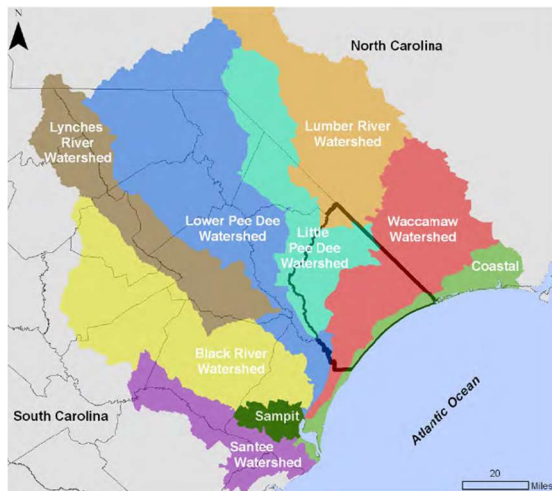 N
North Carolina
Lynches
River
Watershed
Lumber River
Watershed
Lower Pee Dee
Watershed
Little
Pee Dee
Watershed
Waccamaw
Watershed
Coastal
Black River
Watershed
South Carolina
Sampit
Santee
Watershed
Atlantic Ocean
20
Miles